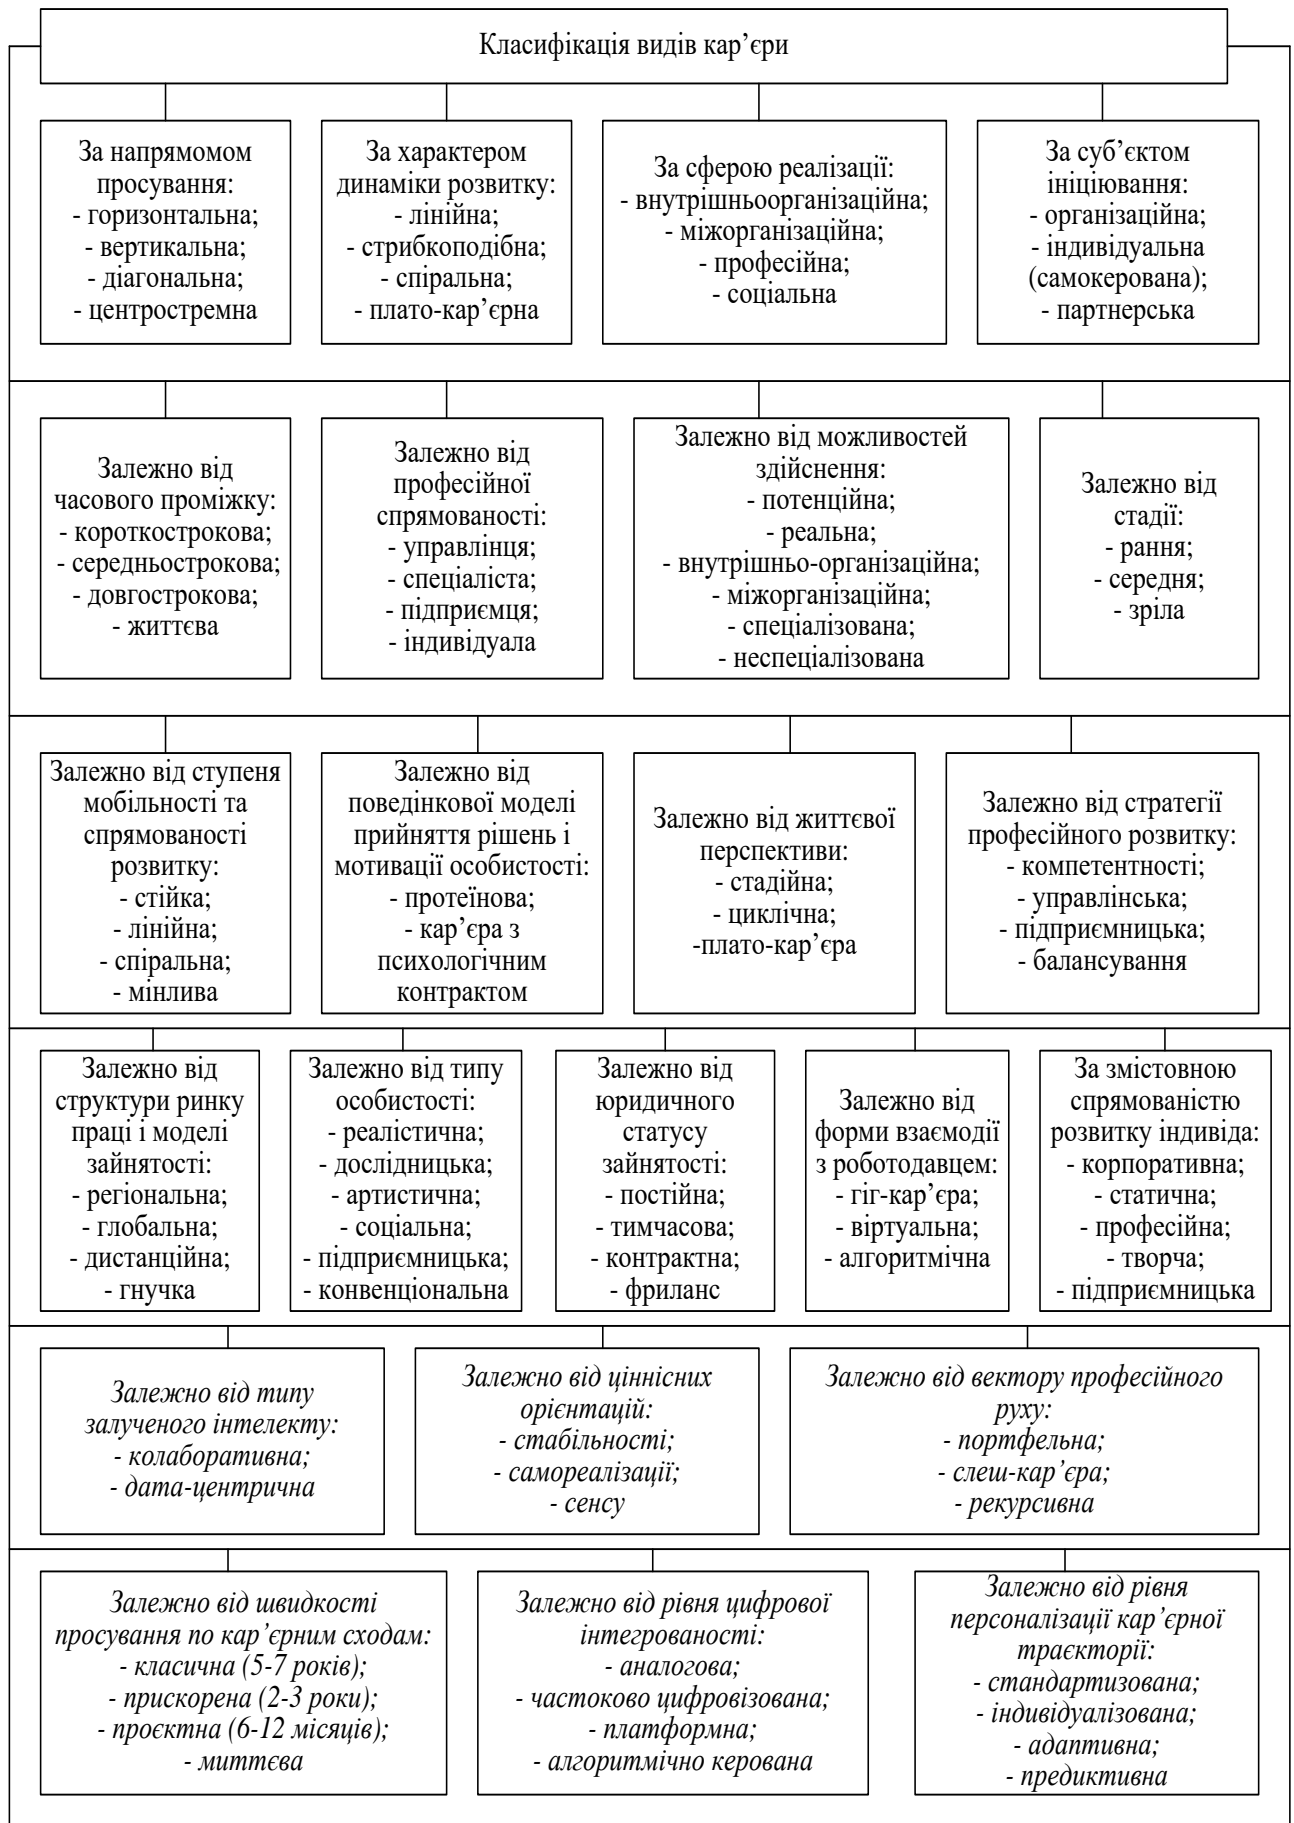 Класифікація видів кар’єри
За напрямомом
просування:
- горизонтальна;
- вертикальна;
- діагональна;
- центростремна
За характером
динаміки розвитку:
- лінійна;
- стрибкоподібна;
- спіральна;
- плато-кар’єрна
За сферою реалізації:
- внутрішньоорганізаційна;
- міжорганізаційна;
- професійна;
- соціальна
За суб’єктом
ініціювання:
- організаційна;
- індивідуальна
(самокерована);
- партнерська
Залежно від
часового проміжку:
- короткострокова;
- середньострокова;
- довгострокова;
- життєва
Залежно від
професійної
спрямованості:
- управлінця;
- спеціаліста;
- підприємця;
- індивідуала
Залежно від можливостей
здійснення:
- потенційна;
- реальна;
- внутрішньо-організаційна;
- міжорганізаційна;
- спеціалізована;
- неспеціалізована
Залежно від
стадії:
- рання;
- середня;
- зріла
Залежно від ступеня
мобільності та
спрямованості
розвитку:
- стійка;
- лінійна;
- спіральна;
- мінлива
Залежно від
поведінкової моделі
прийняття рішень і
мотивації особистості:
- протеїнова;
- кар’єра з
психологічним
контрактом
Залежно від життєвої
перспективи:
- стадійна;
- циклічна;
-плато-кар’єра
Залежно від стратегії
професійного розвитку:
- компетентності;
- управлінська;
- підприємницька;
- балансування
Залежно від
структури ринку
праці і моделі
зайнятості:
- регіональна;
- глобальна;
- дистанційна;
- гнучка
Залежно від типу
особистості:
- реалістична;
- дослідницька;
- артистична;
- соціальна;
- підприємницька;
- конвенціональна
Залежно від
юридичного
статусу
зайнятості:
- постійна;
- тимчасова;
- контрактна;
- фриланс
Залежно від
форми взаємодії
з роботодавцем:
- гіг-кар’єра;
- віртуальна;
- алгоритмічна
За змістовною
спрямованістю
розвитку індивіда:
- корпоративна;
- статична;
- професійна;
- творча;
- підприємницька
Залежно від типу
залученого інтелекту:
- колаборативна;
- дата-центрична
Залежно від ціннісних
орієнтацій:
- стабільності;
- самореалізації;
- сенсу
Залежно від вектору професійного
руху:
- портфельна;
- слеш-кар’єра;
- рекурсивна
Залежно від швидкості
просування по кар’єрним сходам:
- класична (5-7 років);
- прискорена (2-3 роки);
- проєктна (6-12 місяців);
- миттєва
Залежно від рівня цифрової
інтегрованості:
- аналогова;
- частоково цифровізована;
- платформна;
- алгоритмічно керована
Залежно від рівня
персоналізації кар’єрної
траєкторії:
- стандартизована;
- індивідуалізована;
- адаптивна;
- предиктивна